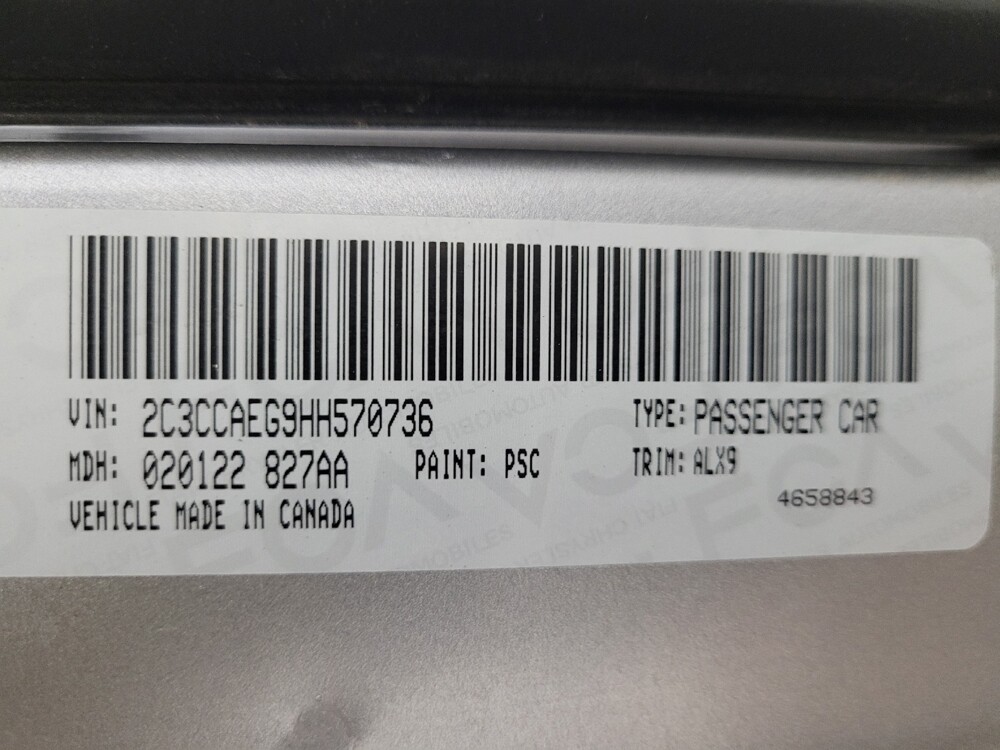 VIN: 2C3CCAEG9HH570736 TYPE: PASSENGER CAR
MDH: 020122 827AA PAINT: PSC TRIM: ALX9
4658843
VEHICLE MADE IN CANADA